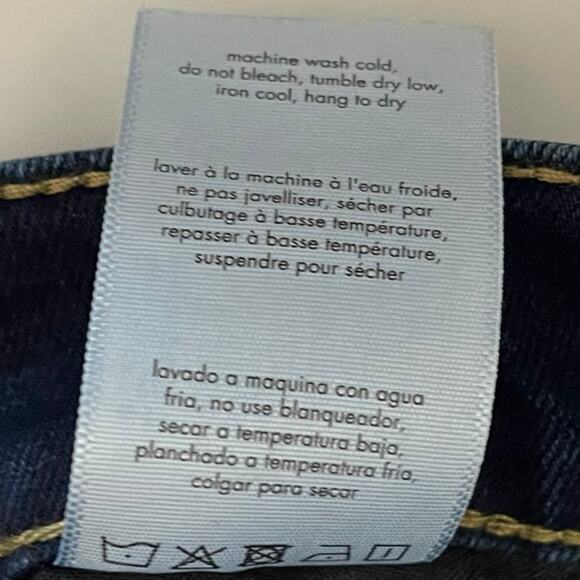 machine wash cold,
do not bleach, tumble dry low,
iron cool, hang to dry
laver à la machine à l'eau froide,
ne pas javelliser, sécher par
culbutage à basse température,
repasser à basse température,
suspendre pour sécher
lavado a maquina con agua
fria, no use blanqueador,
secar a temperatura baja,
planchado a temperatura fria,
colgar para secar